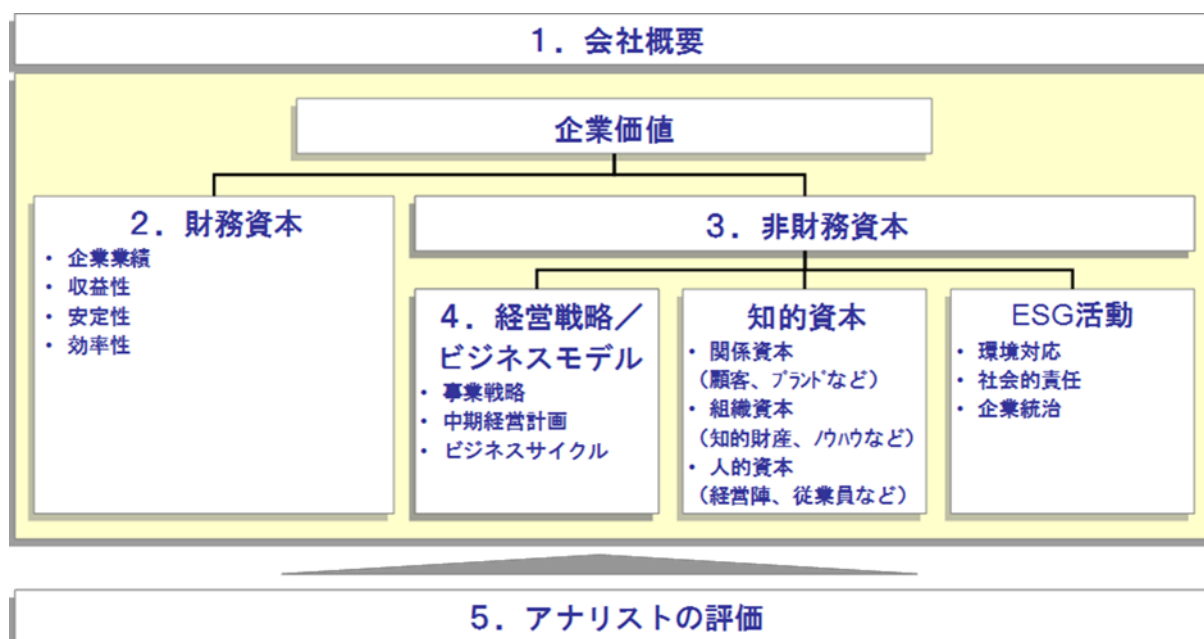 1．会社概要
企業価値
2．財務資本
・ 企業業績
・ 収益性
・ 安定性
・ 効率性
3．非財務資本
4．経営戦略／
ビジネスモデル
・ 事業戦略
・ 中期経営計画
・ ビジネスサイクル
知的資本
・ 関係資本
（顧客、ﾌﾞﾗﾝﾄﾞなど）
・ 組織資本
（知的財産、ﾉｳﾊｳなど）
・ 人的資本
（経営陣、従業員など）
ESG活動
・ 環境対応
・ 社会的責任
・ 企業統治
5．アナリストの評価